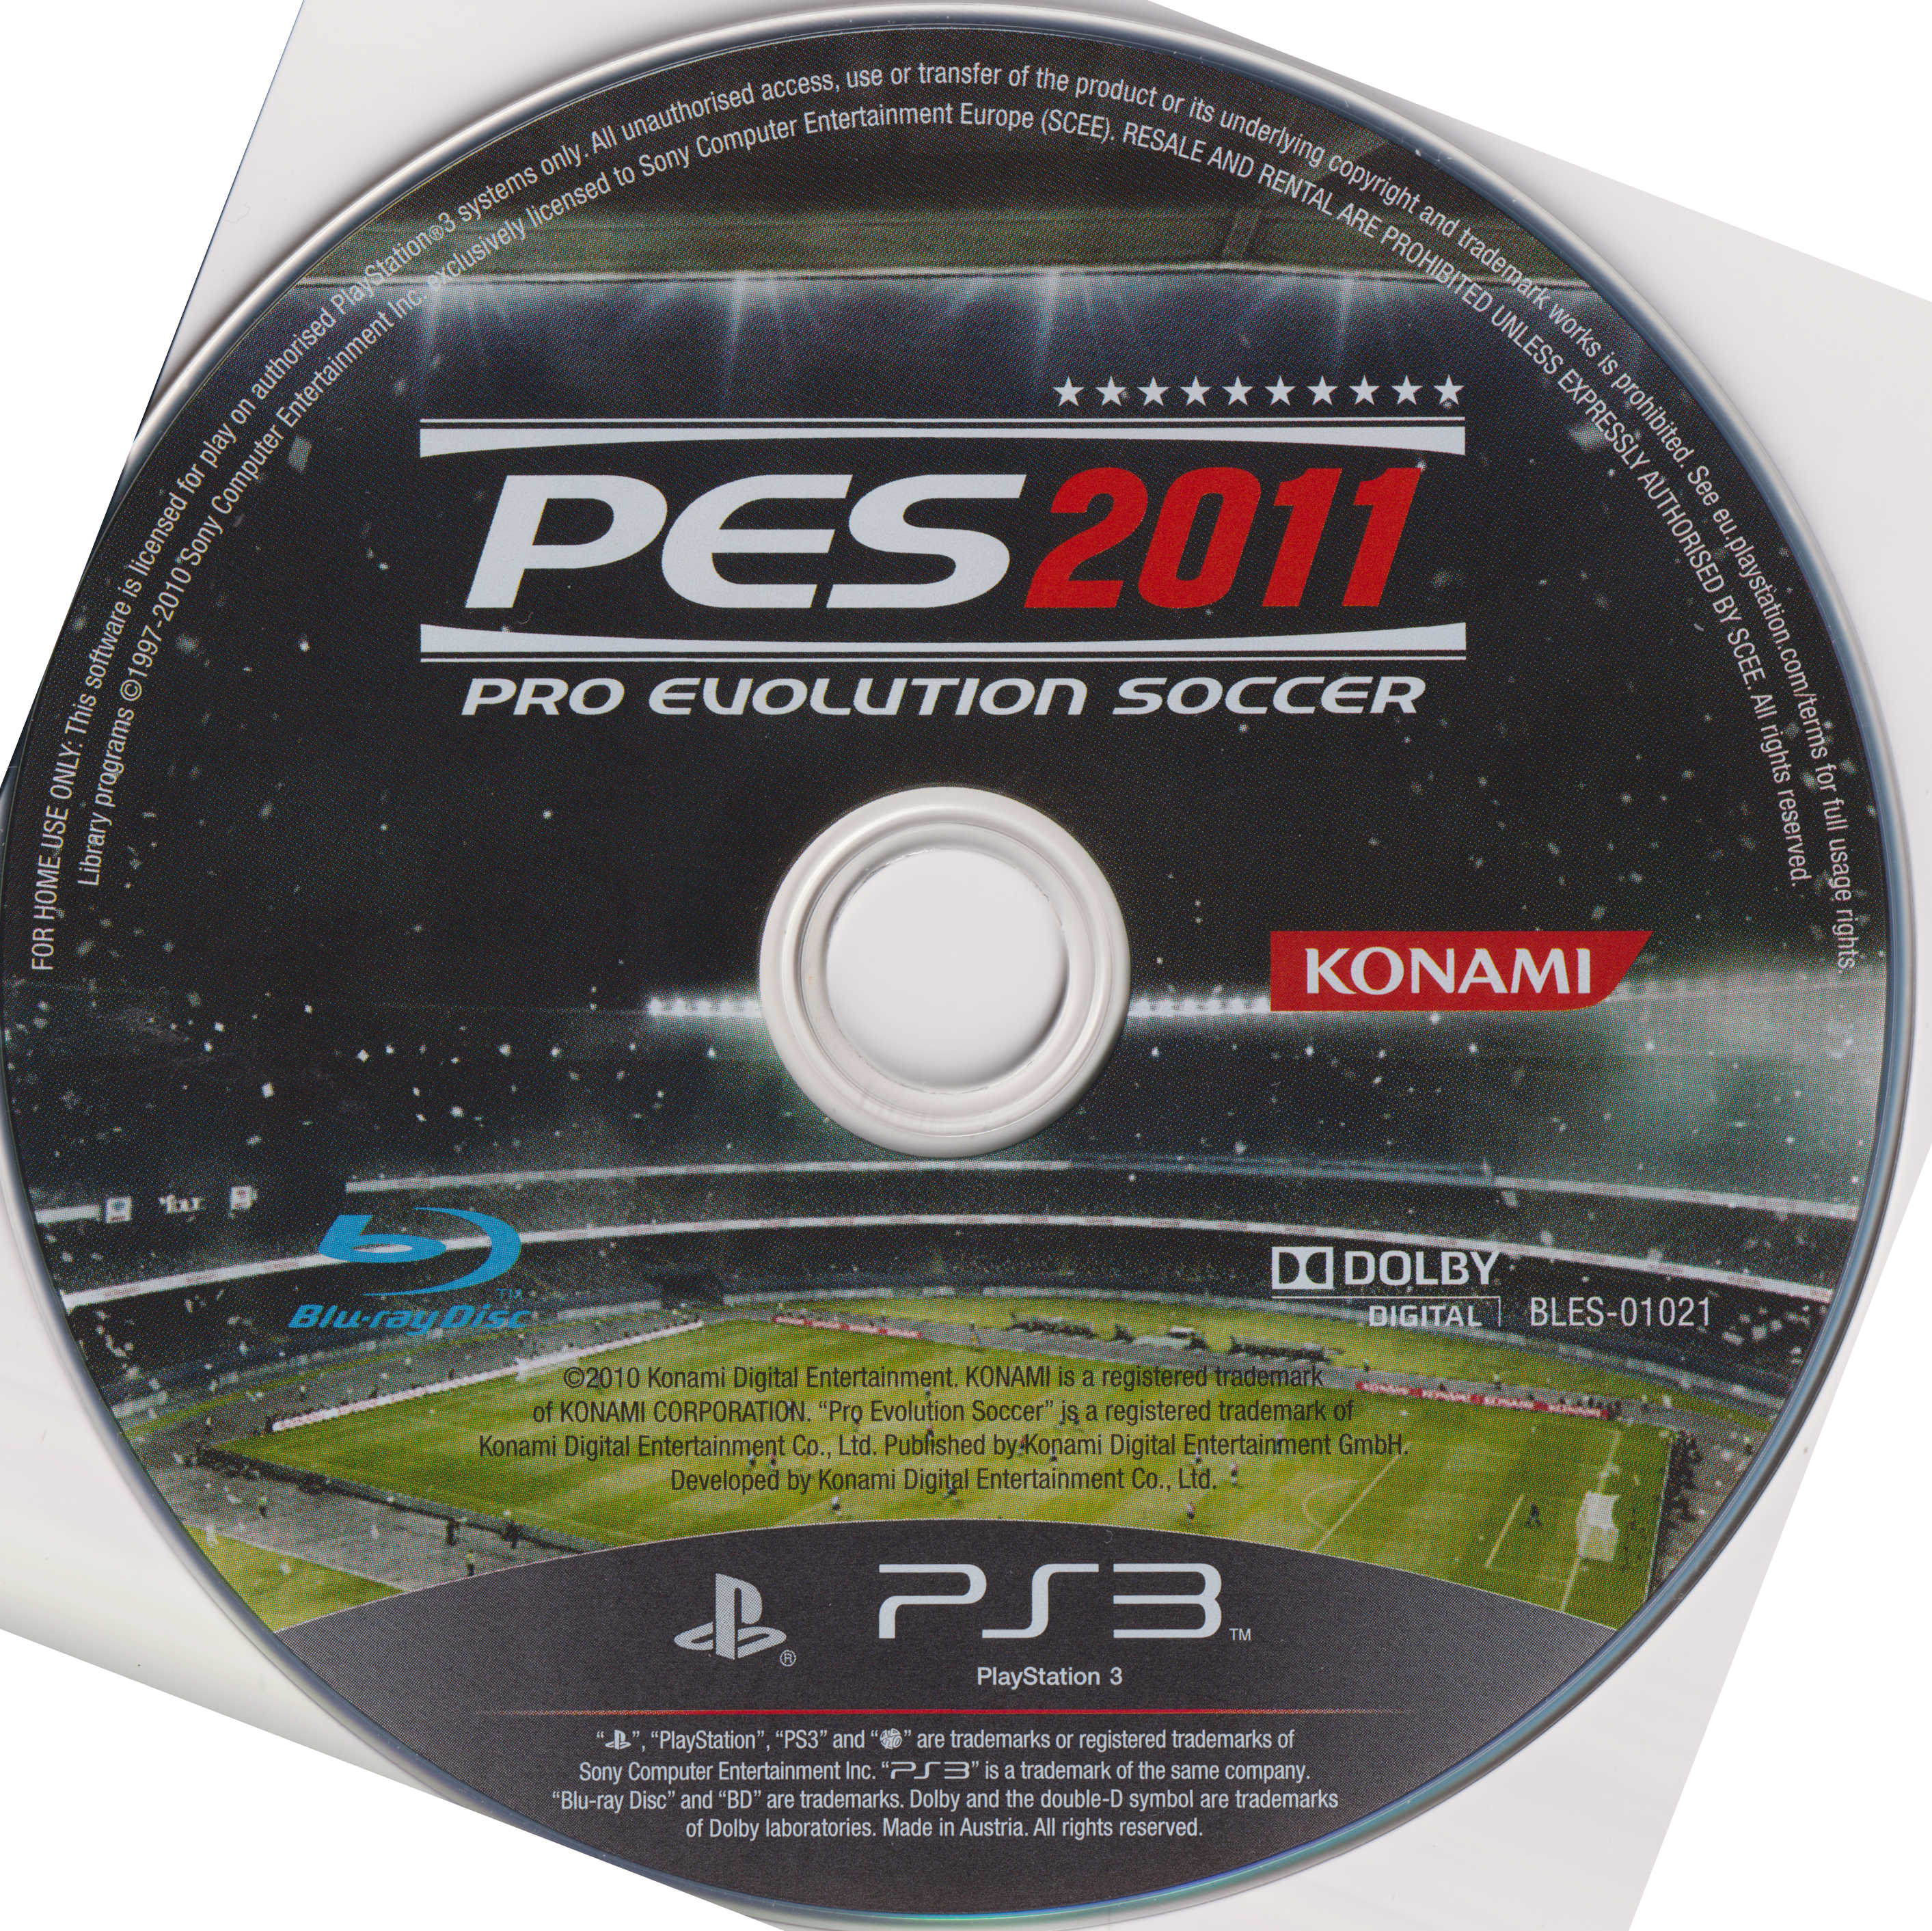 FOR HOME USE ONLY: This software is licensed for play on authorised PlayStation®3 systems only. All unauthorised access, use or transfer of the product or its underlying copyright and trademark works is prohibited. See eu.playstation.com/terms for full usage rights.
Library programs ©1997-2010 Sony Computer Entertainment Inc. exclusively licensed to Sony Computer Entertainment Europe (SCEE). RESALE AND RENTAL ARE PROHIBITED UNLESS EXPRESSLY AUTHORISED BY SCEE. All rights reserved.
PES2011
PRO EVOLUTION SOCCER
KONAMI
Blu-ray Disc™
DOLBY
DIGITAL
BLES-01021
©2010 Konami Digital Entertainment. KONAMI is a registered trademark
of KONAMI CORPORATION. “Pro Evolution Soccer” is a registered trademark of
Konami Digital Entertainment Co., Ltd. Published by Konami Digital Entertainment GmbH.
Developed by Konami Digital Entertainment Co., Ltd.
® PS3™
PlayStation 3
“ ”, “PlayStation”, “PS3” and “ ” are trademarks or registered trademarks of
Sony Computer Entertainment Inc. “PS3” is a trademark of the same company.
“Blu-ray Disc” and “BD” are trademarks. Dolby and the double-D symbol are trademarks
of Dolby laboratories. Made in Austria. All rights reserved.